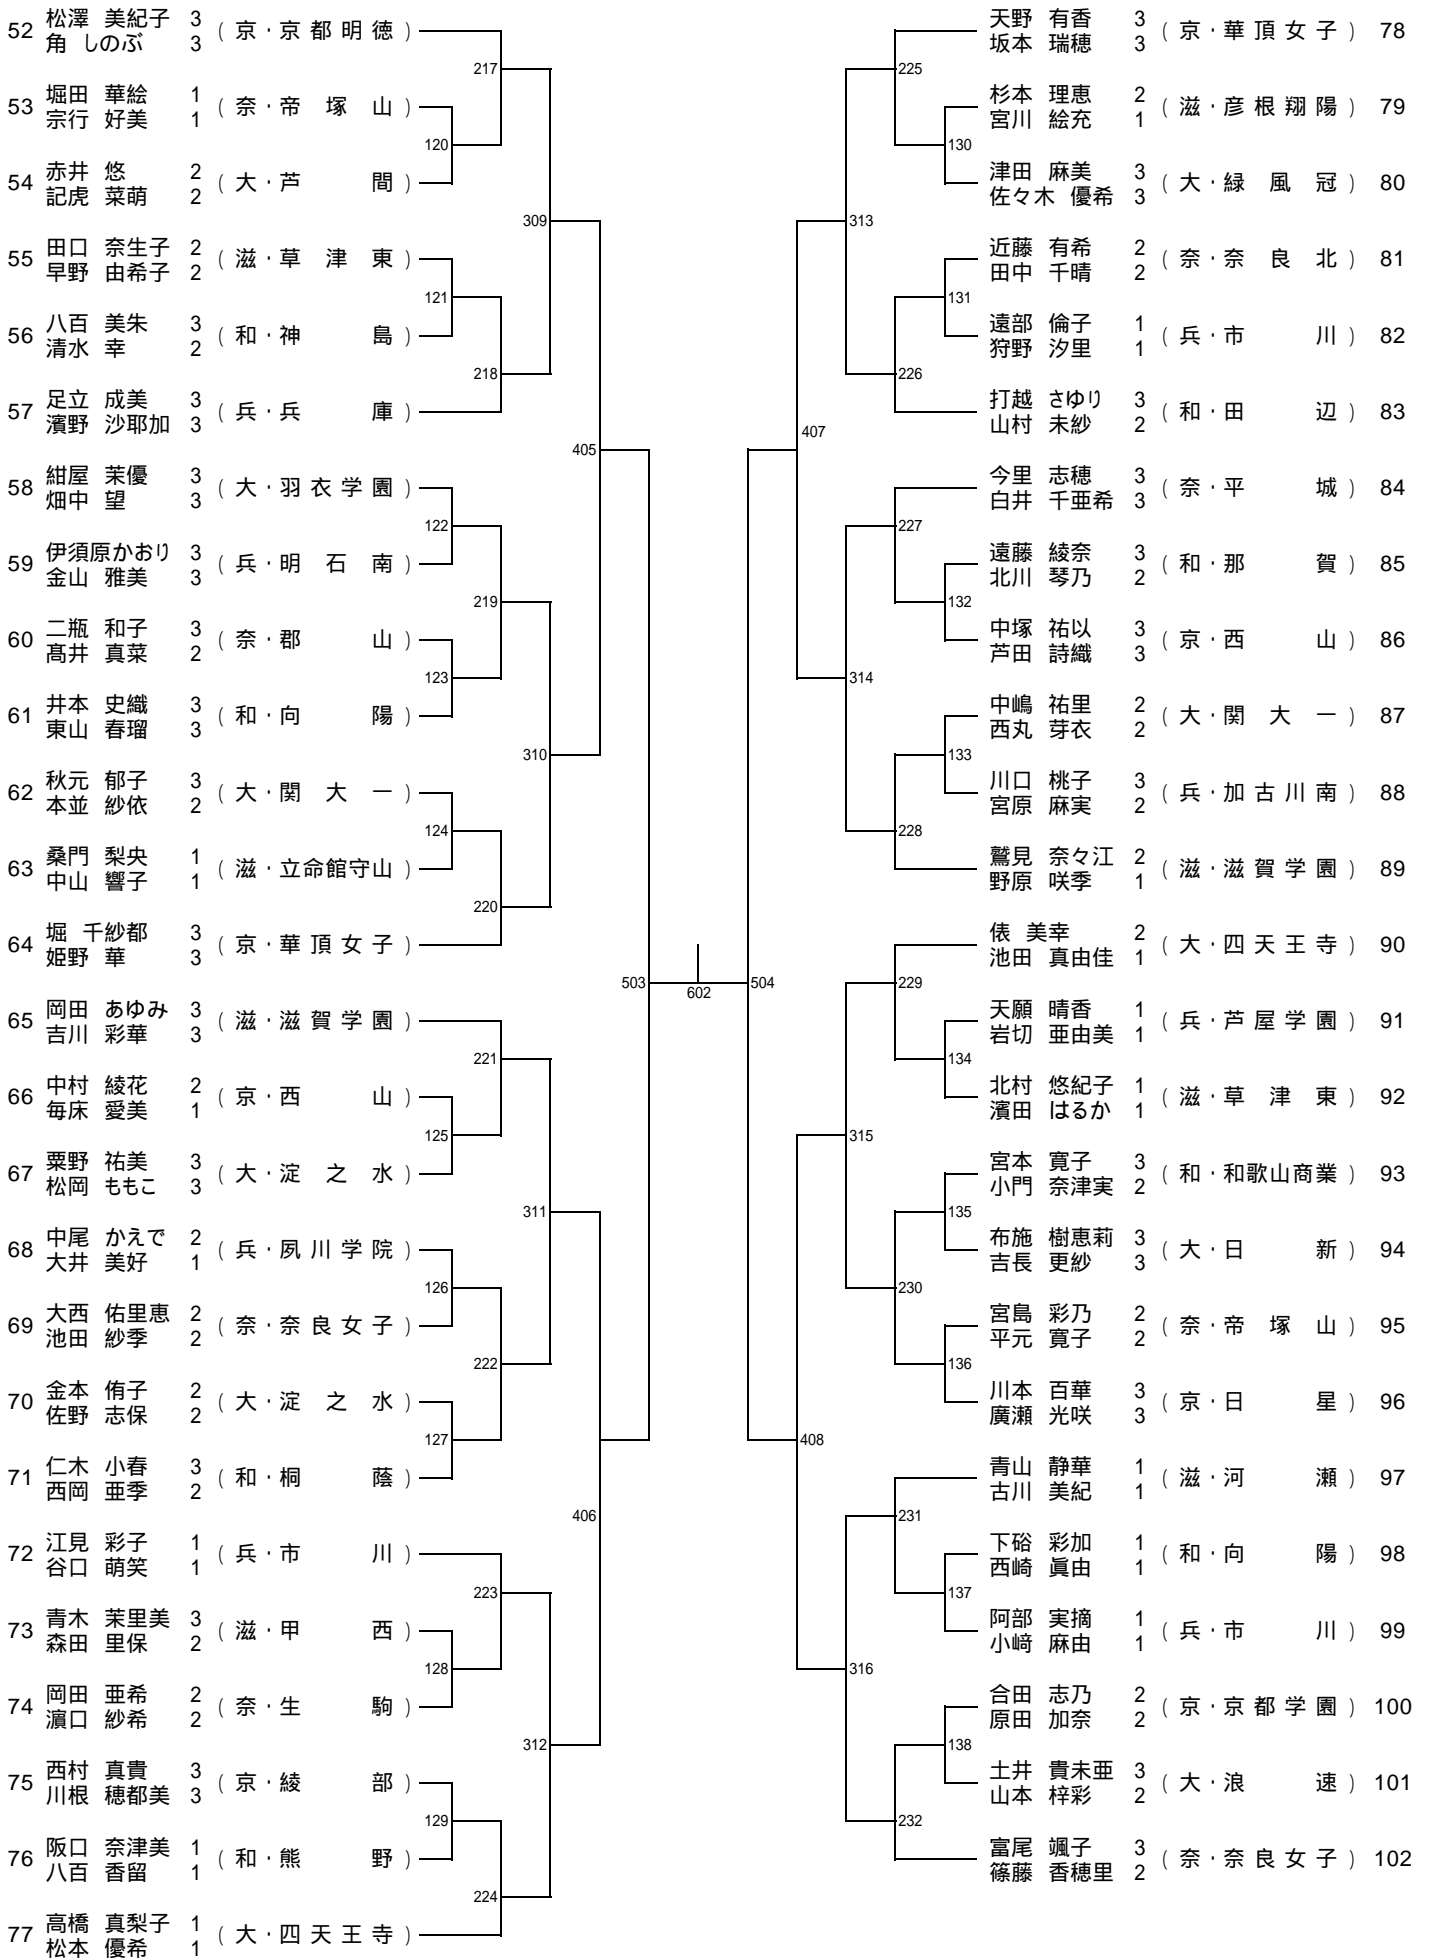 52 松澤 美紀子 3 ( 京・京都明徳 )
角 しのぶ 3
217
53 堀田 華絵 1 ( 奈・帝塚山 )
宗行 好美 1
120
54 赤井 悠 2 ( 大・芦間 )
記虎 菜萌 2
309
55 田口 奈生子 2 ( 滋・草津東 )
早野 由希子 2
121
56 八百 美朱 3 ( 和・神島 )
清水 幸 2
218
57 足立 成美 3 ( 兵・兵庫 )
濱野 沙耶加 3
405
58 紺屋 茉優 3 ( 大・羽衣学園 )
畑中 望 3
122
59 伊須原かおり 3 ( 兵・明石南 )
金山 雅美 3
219
60 二瓶 和子 3 ( 奈・郡山 )
髙井 真菜 2
123
61 井本 史織 3 ( 和・向陽 )
東山 春瑠 3
310
62 秋元 郁子 3 ( 大・関大一 )
本並 紗依 2
124
63 桑門 梨央 1 ( 滋・立命館守山 )
中山 響子 1
220
64 堀 千紗都 3 ( 京・華頂女子 )
姫野 華 3
503
602
65 岡田 あゆみ 3 ( 滋・滋賀学園 )
吉川 彩華 3
221
66 中村 綾花 2 ( 京・西山 )
毎床 愛美 1
125
67 粟野 祐美 3 ( 大・淀之水 )
松岡 ももこ 3
311
68 中尾 かえで 2 ( 兵・夙川学院 )
大井 美好 1
126
69 大西 佑里恵 2 ( 奈・奈良女子 )
池田 紗季 2
222
70 金本 侑子 2 ( 大・淀之水 )
佐野 志保 2
127
71 仁木 小春 3 ( 和・桐蔭 )
西岡 亜季 2
406
72 江見 彩子 1 ( 兵・市川 )
谷口 萌笑 1
223
73 青木 茉里美 3 ( 滋・甲西 )
森田 里保 2
128
74 岡田 亜希 2 ( 奈・生駒 )
濵口 紗希 2
312
75 西村 真貴 3 ( 京・綾部 )
川根 穂都美 3
129
76 阪口 奈津美 1 ( 和・熊野 )
八百 香留 1
224
77 高橋 真梨子 1 ( 大・四天王寺 )
松本 優希 1
天野 有香 3 ( 京・華頂女子 ) 78
坂本 瑞穂 3
225
杉本 理恵 2 ( 滋・彦根翔陽 ) 79
宮川 絵充 1
130
津田 麻美 3 ( 大・緑風冠 ) 80
佐々木 優希 3
313
近藤 有希 2 ( 奈・奈良北 ) 81
田中 千晴 2
131
遠部 倫子 1 ( 兵・市川 ) 82
狩野 汐里 1
226
打越 さゆり 3 ( 和・田辺 ) 83
山村 未紗 2
407
今里 志穂 3 ( 奈・平城 ) 84
白井 千亜希 3
227
遠藤 綾奈 3 ( 和・那賀 ) 85
北川 琴乃 2
132
中塚 祐以 3 ( 京・西山 ) 86
芦田 詩織 3
314
中嶋 祐里 2 ( 大・関大一 ) 87
西丸 芽衣 2
133
川口 桃子 3 ( 兵・加古川南 ) 88
宮原 麻実 2
228
鷲見 奈々江 2 ( 滋・滋賀学園 ) 89
野原 咲季 1
俵 美幸 2 ( 大・四天王寺 ) 90
池田 真由佳 1
504
229
天願 晴香 1 ( 兵・芦屋学園 ) 91
岩切 亜由美 1
134
北村 悠紀子 1 ( 滋・草津東 ) 92
濱田 はるか 1
315
宮本 寛子 3 ( 和・和歌山商業 ) 93
小門 奈津実 2
135
布施 樹恵莉 3 ( 大・日新 ) 94
吉長 更紗 3
230
宮島 彩乃 2 ( 奈・帝塚山 ) 95
平元 寛子 2
136
川本 百華 3 ( 京・日星 ) 96
廣瀬 光咲 3
408
青山 静華 1 ( 滋・河瀬 ) 97
古川 美紀 1
231
下硲 彩加 1 ( 和・向陽 ) 98
西崎 眞由 1
137
阿部 実摘 1 ( 兵・市川 ) 99
小﨑 麻由 1
316
合田 志乃 2 ( 京・京都学園 ) 100
原田 加奈 2
138
土井 貴未亜 3 ( 大・浪速 ) 101
山本 梓彩 2
232
富尾 颯子 3 ( 奈・奈良女子 ) 102
篠藤 香穂里 2